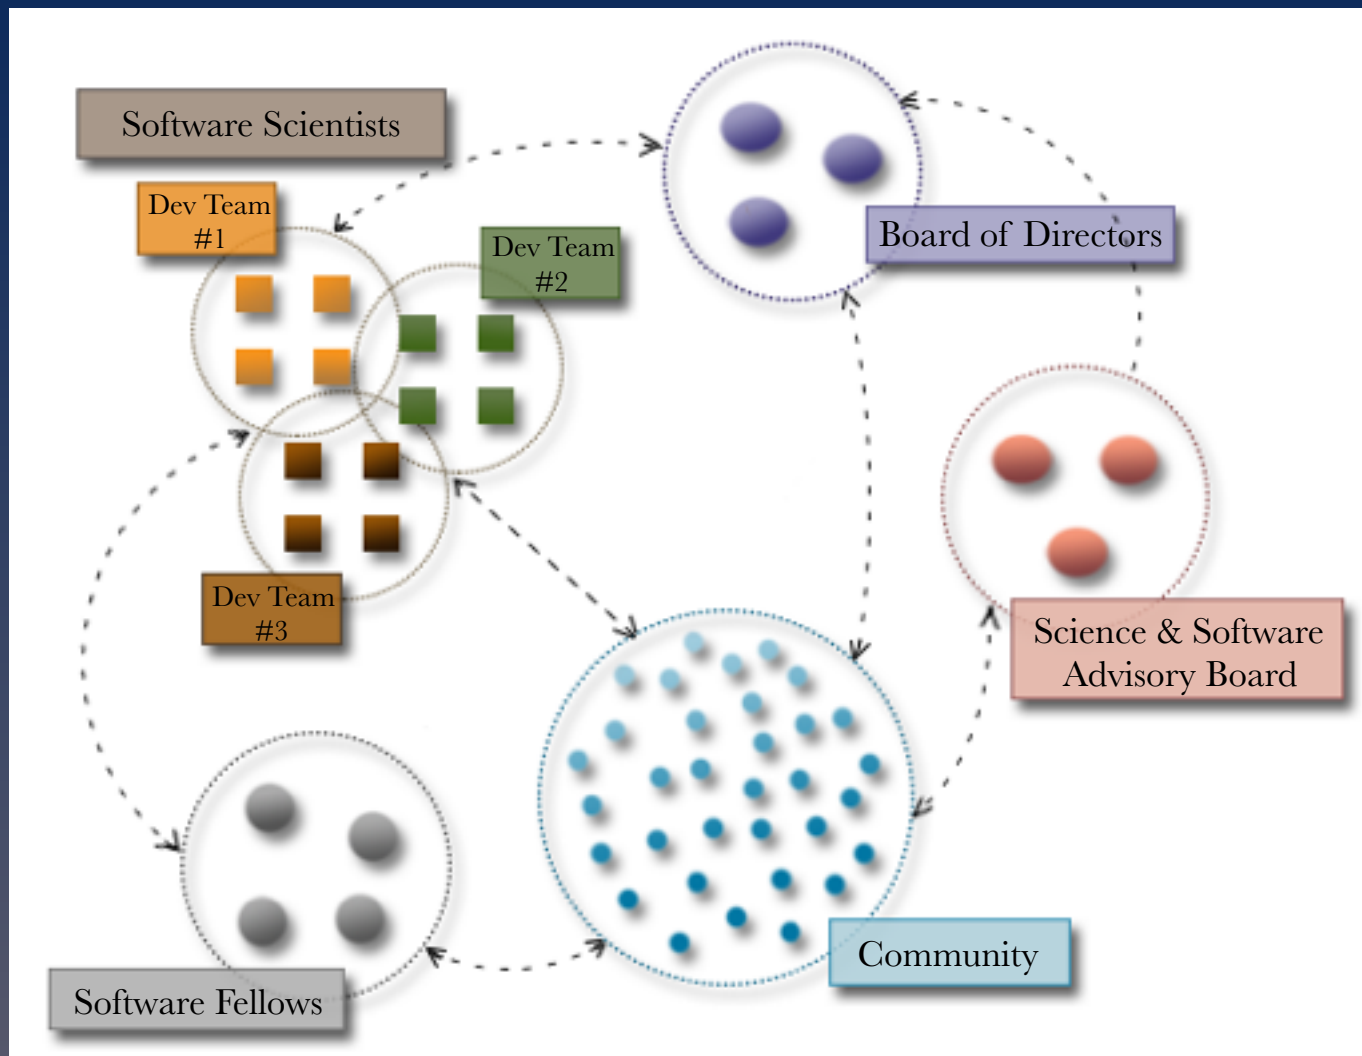 Software Scientists
Dev Team
#1
Dev Team
#2
Board of Directors
Dev Team
#3
Science & Software
Advisory Board
Community
Software Fellows